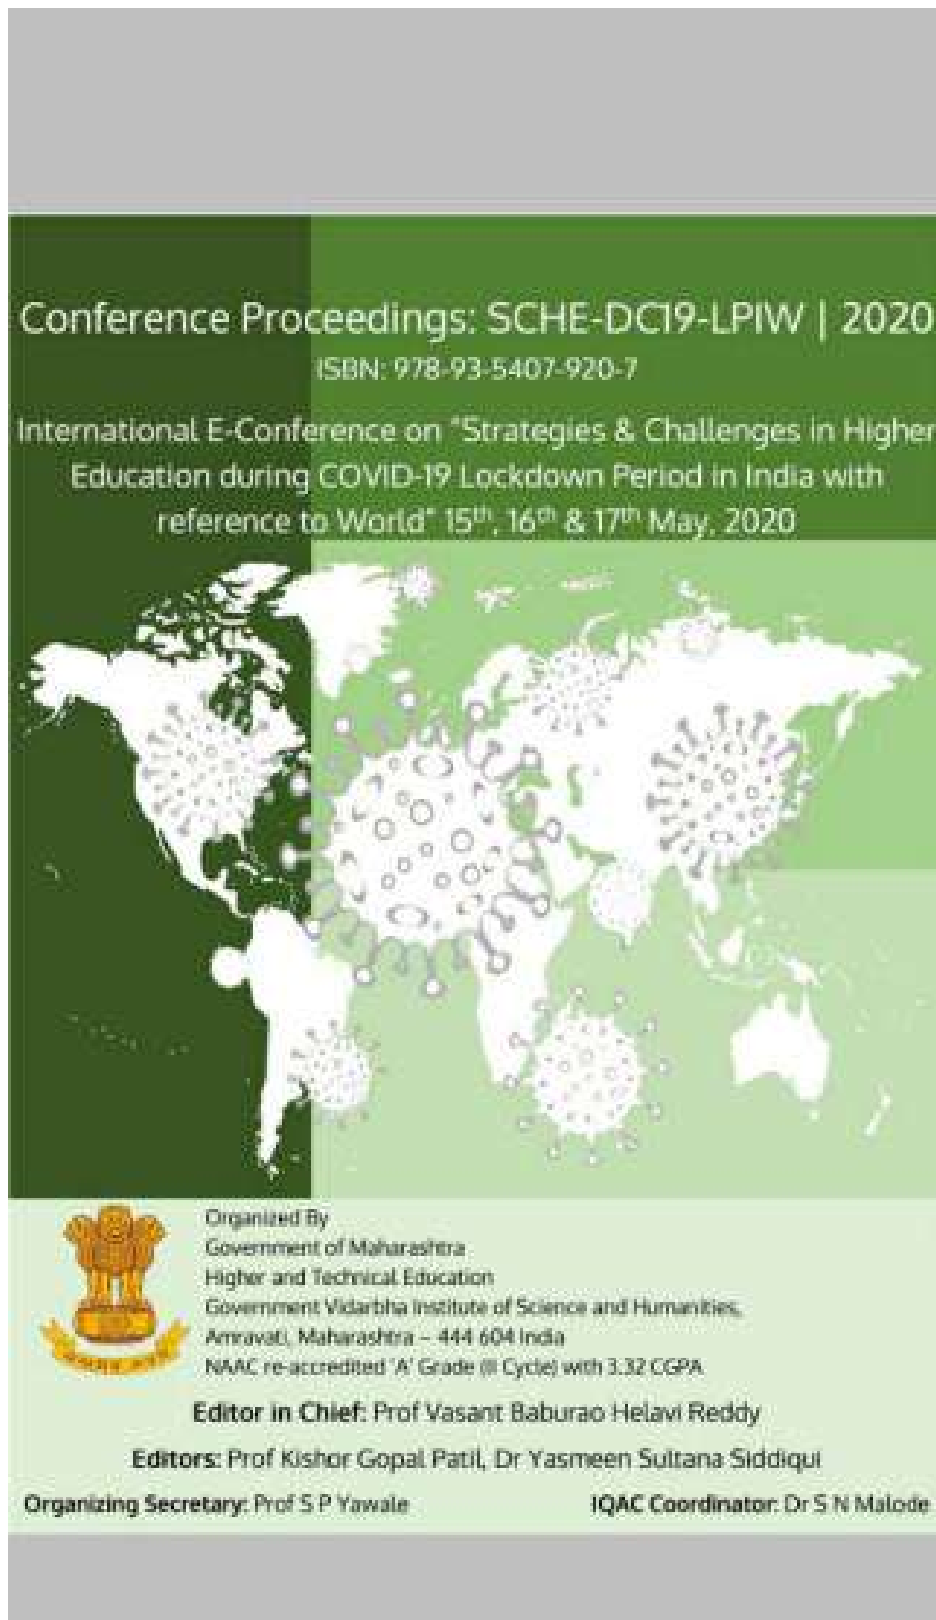 Conference Proceedings: SCHE-DC19-LPIW | 2020
ISBN: 978-93-5407-920-7
International E-Conference on "Strategies & Challenges in Higher
Education during COVID-19 Lockdown Period in India with
reference to World" 15th, 16th & 17th May, 2020
Organized By
Government of Maharashtra
Higher and Technical Education
Government Vidarbha Institute of Science and Humanities,
Amravati, Maharashtra – 444 604 India
NAAC re-accredited 'A' Grade (II Cycle) with 3.32 CGPA
Editor in Chief: Prof Vasant Baburao Helavi Reddy
Editors: Prof Kishor Gopal Patil, Dr Yasmeen Sultana Siddiqui
Organizing Secretary: Prof S P Yawale IQAC Coordinator: Dr S N Malode